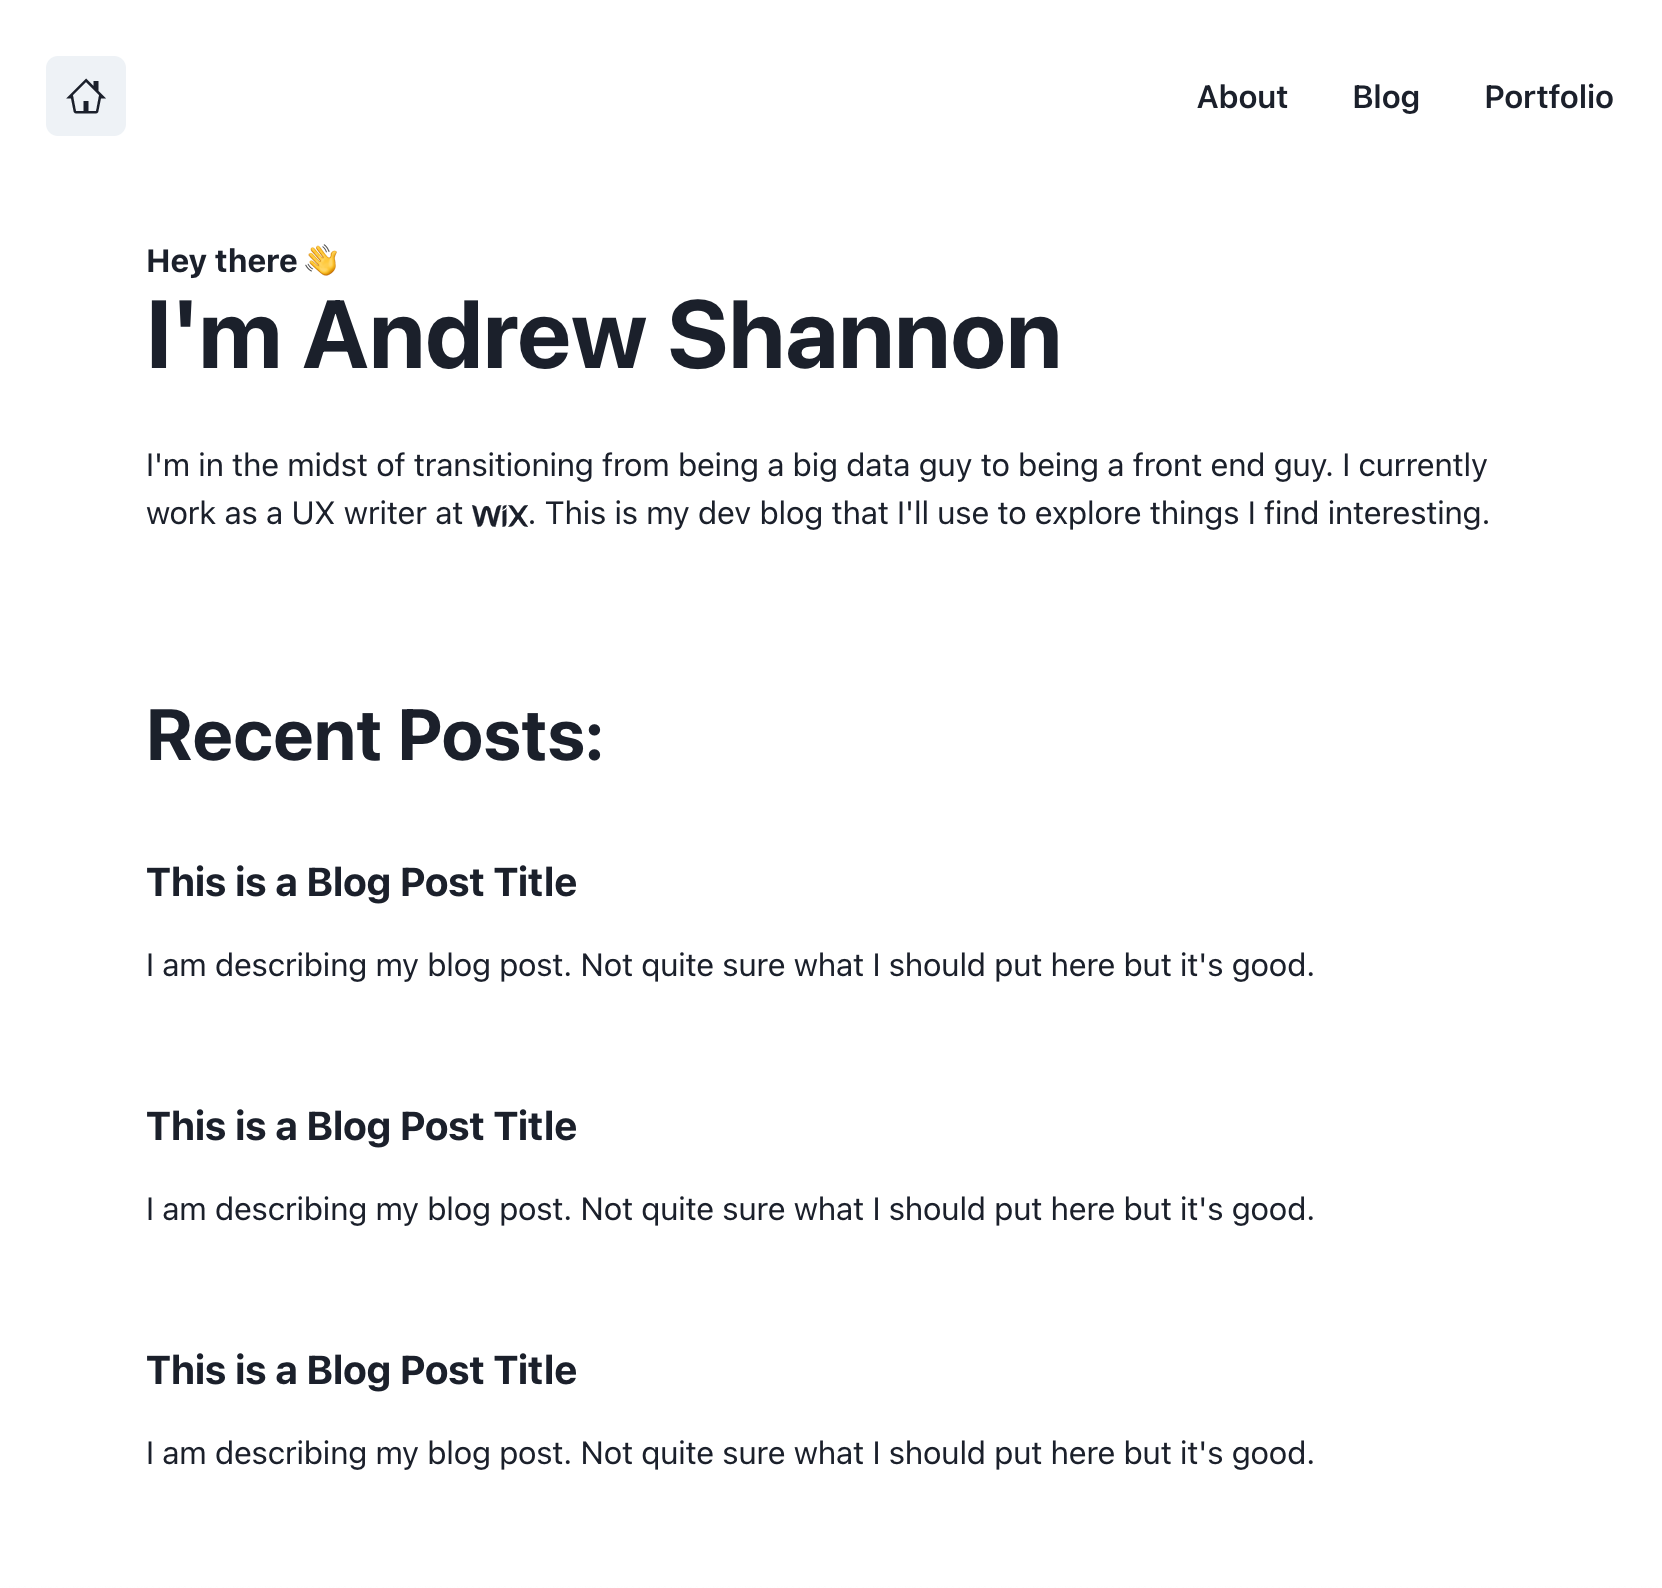 About Blog Portfolio
Hey there 👋
I'm Andrew Shannon
I'm in the midst of transitioning from being a big data guy to being a front end guy. I currently
work as a UX writer at WiX. This is my dev blog that I'll use to explore things I find interesting.
Recent Posts:
This is a Blog Post Title
I am describing my blog post. Not quite sure what I should put here but it's good.
This is a Blog Post Title
I am describing my blog post. Not quite sure what I should put here but it's good.
This is a Blog Post Title
I am describing my blog post. Not quite sure what I should put here but it's good.